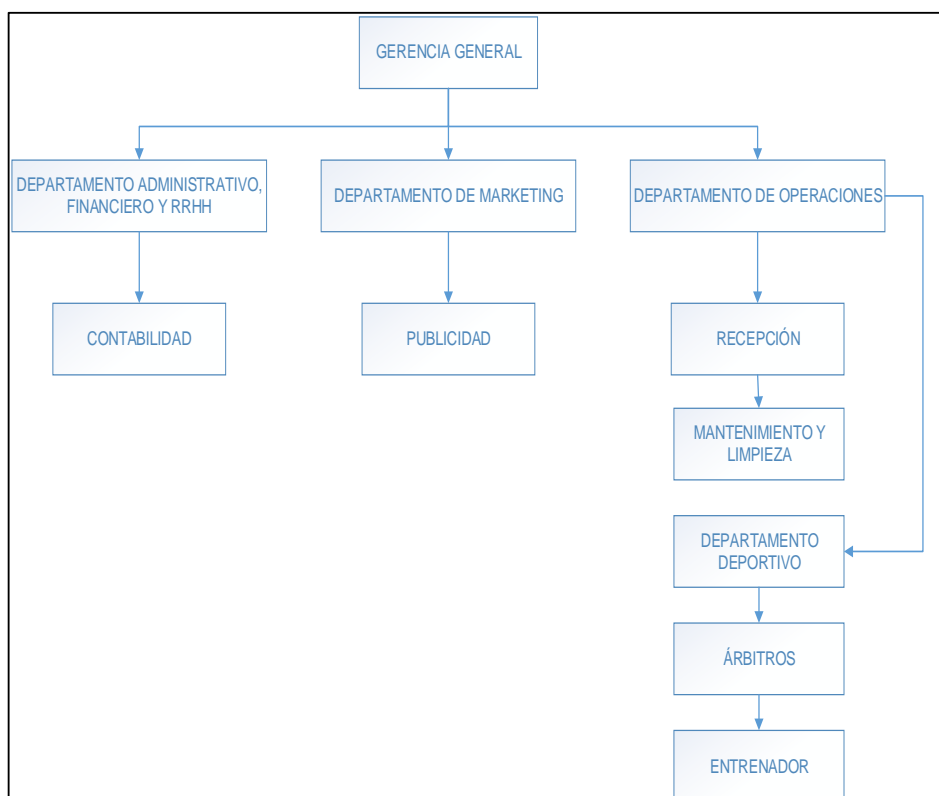 GERENCIA GENERAL
DEPARTAMENTO ADMINISTRATIVO,
FINANCIERO Y RRHH
DEPARTAMENTO DE MARKETING
DEPARTAMENTO DE OPERACIONES
CONTABILIDAD
PUBLICIDAD
RECEPCIÓN
MANTENIMIENTO Y
LIMPIEZA
DEPARTAMENTO
DEPORTIVO
ÁRBITROS
ENTRENADOR